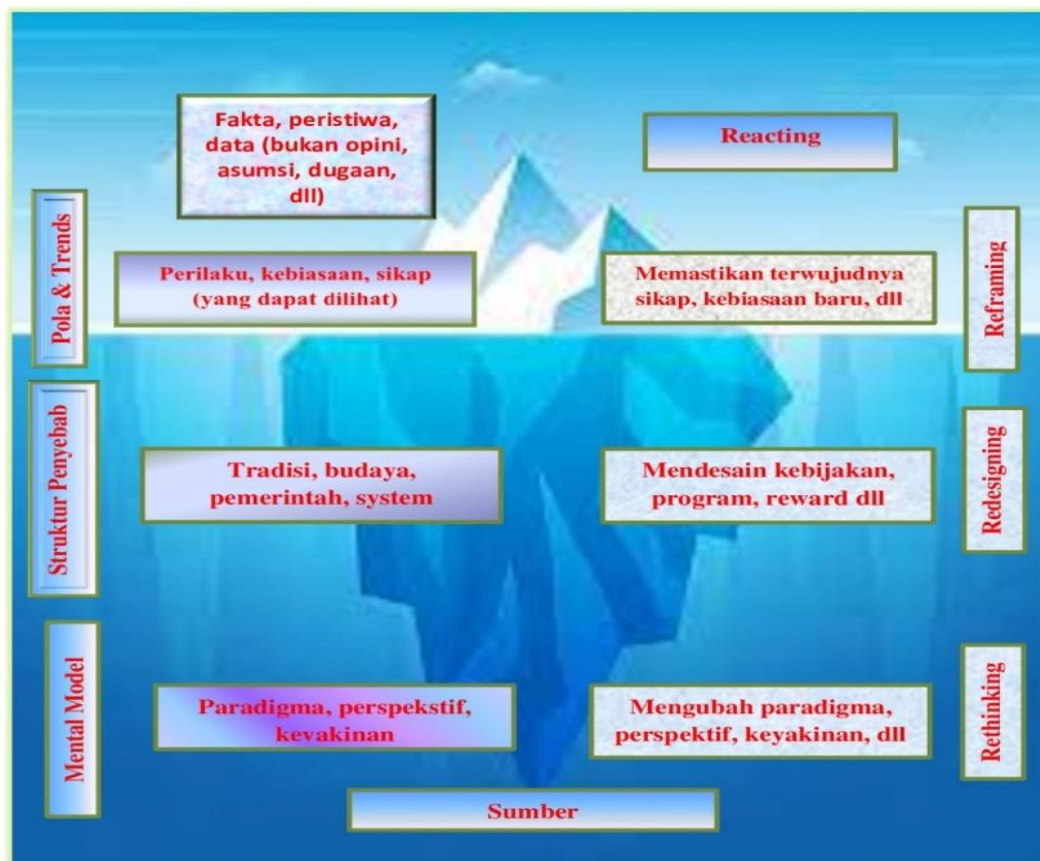 Fakta, peristiwa,
data (bukan opini,
asumsi, dugaan,
dll)
Reacting
Pola & Trends
Perilaku, kebiasaan, sikap
(yang dapat dilihat)
Memastikan terwujudnya
sikap, kebiasaan baru, dll
Reframing
Struktur Penyebab
Tradisi, budaya,
pemerintah, system
Mendesain kebijakan,
program, reward dll
Redesigning
Mental Model
Paradigma, perspekstif,
kevakinan
Mengubah paradigma,
perspektif, keyakinan, dll
Rethinking
Sumber